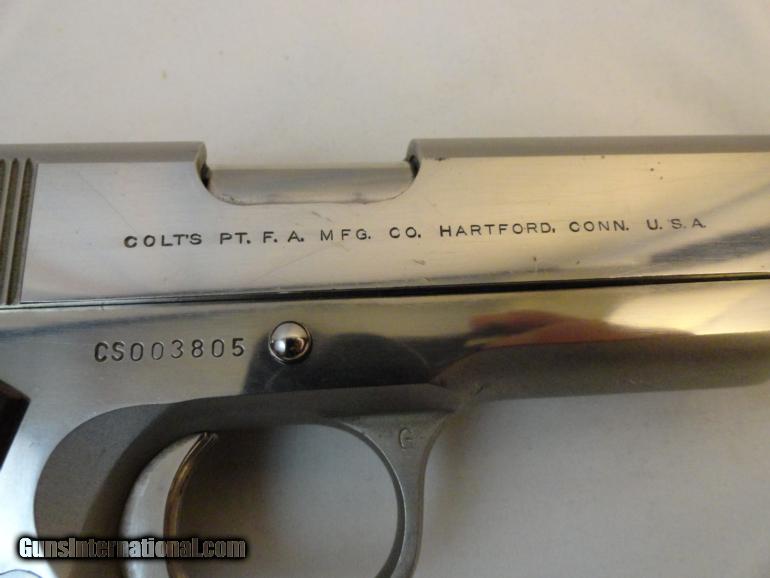 COLT'S PT. F. A. MFG. CO. HARTFORD, CONN. U. S. A.
CS003805
G
GunsInternational.com